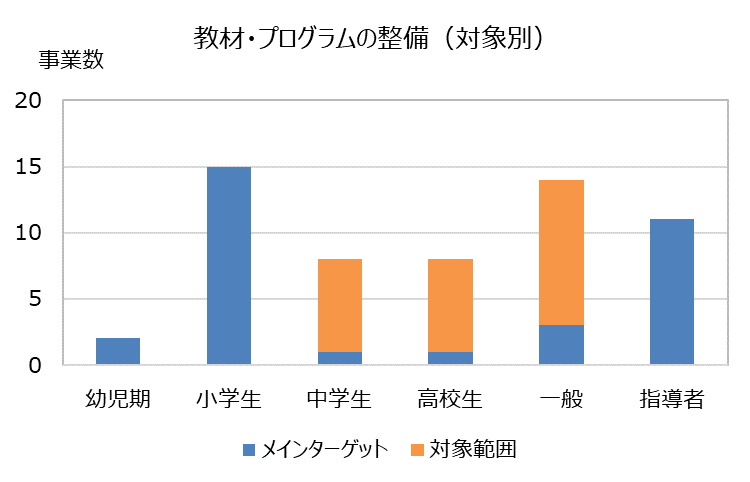 教材・プログラムの整備（対象別）
事業数
20
15
10
5
0
幼児期 小学生 中学生 高校生 一般 指導者
メインターゲット 対象範囲